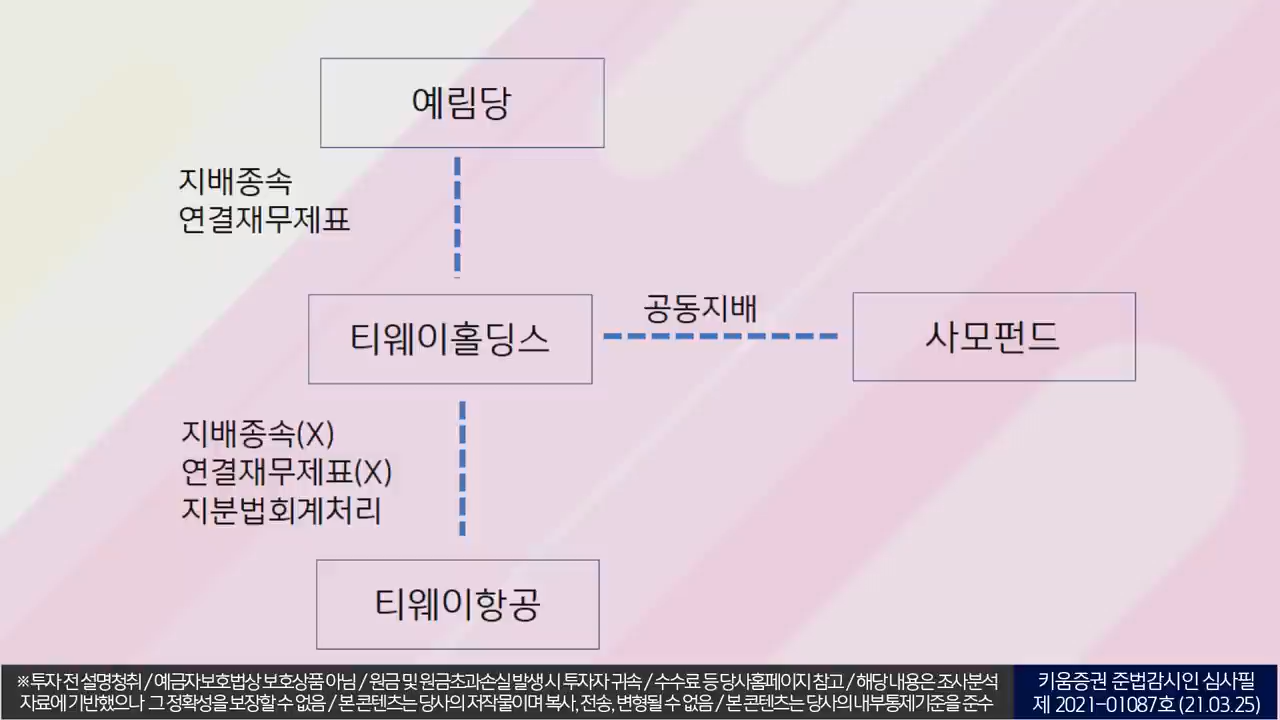 예림당
지배종속
연결재무제표
티웨이홀딩스
공동지배
사모펀드
지배종속(X)
연결재무제표(X)
지분법회계처리
티웨이항공
※투자 전 설명청취 / 예금자보호법상 보호상품 아님 / 원금 및 원금초과손실 발생 시 투자자 귀속 / 수수료 등 당사홈페이지 참고 / 해당 내용은 조사분석
자료에 기반했으나 그 정확성을 보장할 수 없음 / 본 콘텐츠는 당사의 저작물이며 복사, 전송, 변형될 수 없음 / 본 콘텐츠는 당사의 내부통제기준을 준수
키움증권 준법감시인 심사필
제 2021-01087호 (21.03.25)